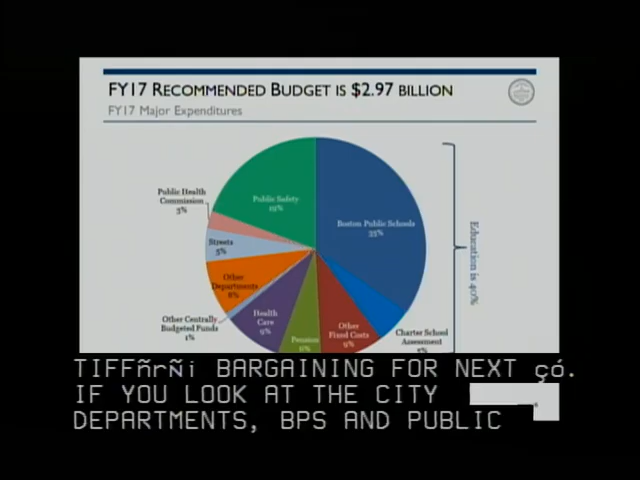 FY17 RECOMMENDED BUDGET IS $2.97 BILLION
FY17 Major Expenditures
Public Health
Commission
3%
Public Safety
19%
Boston Public Schools
35%
Streets
5%
Other
Departments
8%
Other Centrally
Budgeted Funds
1%
Health
Care
9%
Pension
6%
Other
Fixed Costs
9%
Charter School
Assessment
5%
Education is 40%
TIFFñrÑi BARGAINING FOR NEXT çó.
IF YOU LOOK AT THE CITY
DEPARTMENTS, BPS AND PUBLIC